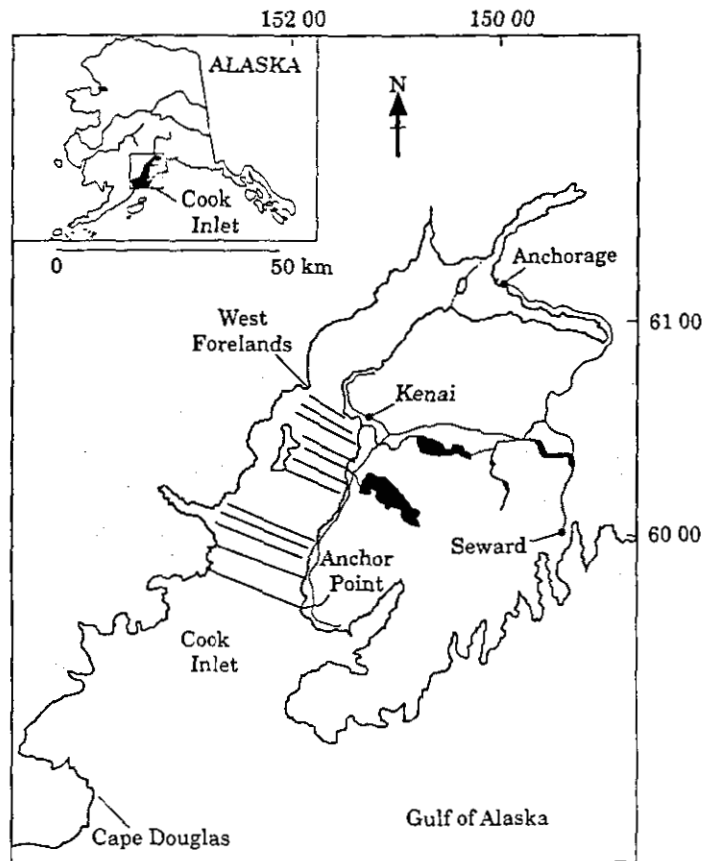 152 00
150 00
ALASKA
Cook
Inlet
0
50 km
N
Anchorage
West
Forelands
61 00
Kenai
60 00
Seward
Anchor
Point
Cook
Inlet
Cape Douglas
Gulf of Alaska